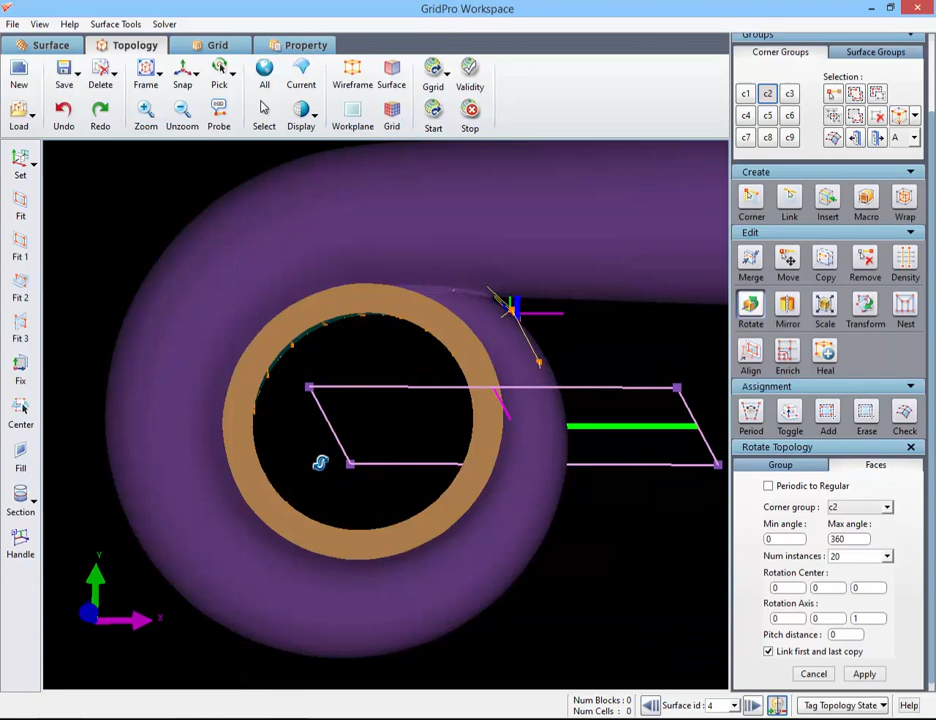 GridPro Workspace
File View Help Surface Tools Solver
Surface Topology Grid Property
New Save Delete Frame Snap Pick All Current Wireframe Surface Ggrid Validity
Load Undo Redo Zoom Unzoom Probe Select Display Workplane Grid Start Stop
Set
Fit
Fit 1
Fit 2
Fit 3
Fix
Center
Fill
Section
Handle
Y
X
Groups
Corner Groups Surface Groups
Selection :
c1 c2 c3
c4 c5 c6
c7 c8 c9 A
Create
Corner Link Insert Macro Wrap
Edit
Merge Move Copy Remove Density
Rotate Mirror Scale Transform Nest
Align Enrich Heal
Assignment
Period Toggle Add Erase Check
Rotate Topology
Group Faces
Periodic to Regular
Corner group: c2
Min angle: Max angle:
0 360
Num instances: 20
Rotation Center :
0 0 0
Rotation Axis :
0 0 1
Pitch distance : 0
Link first and last copy
Cancel Apply
Num Blocks: 0
Num Cells: 0
Surface id: 4 Tag Topology State Help